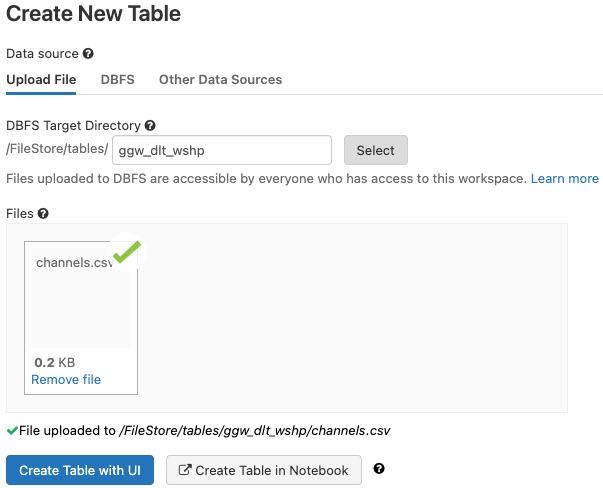 Create New Table
Data source
Upload File DBFS Other Data Sources
DBFS Target Directory
/FileStore/tables/ ggw_dlt_wshp Select
Files uploaded to DBFS are accessible by everyone who has access to this workspace. Learn more
Files
channels.csv
0.2 KB
Remove file
File uploaded to /FileStore/tables/ggw_dlt_wshp/channels.csv
Create Table with UI Create Table in Notebook